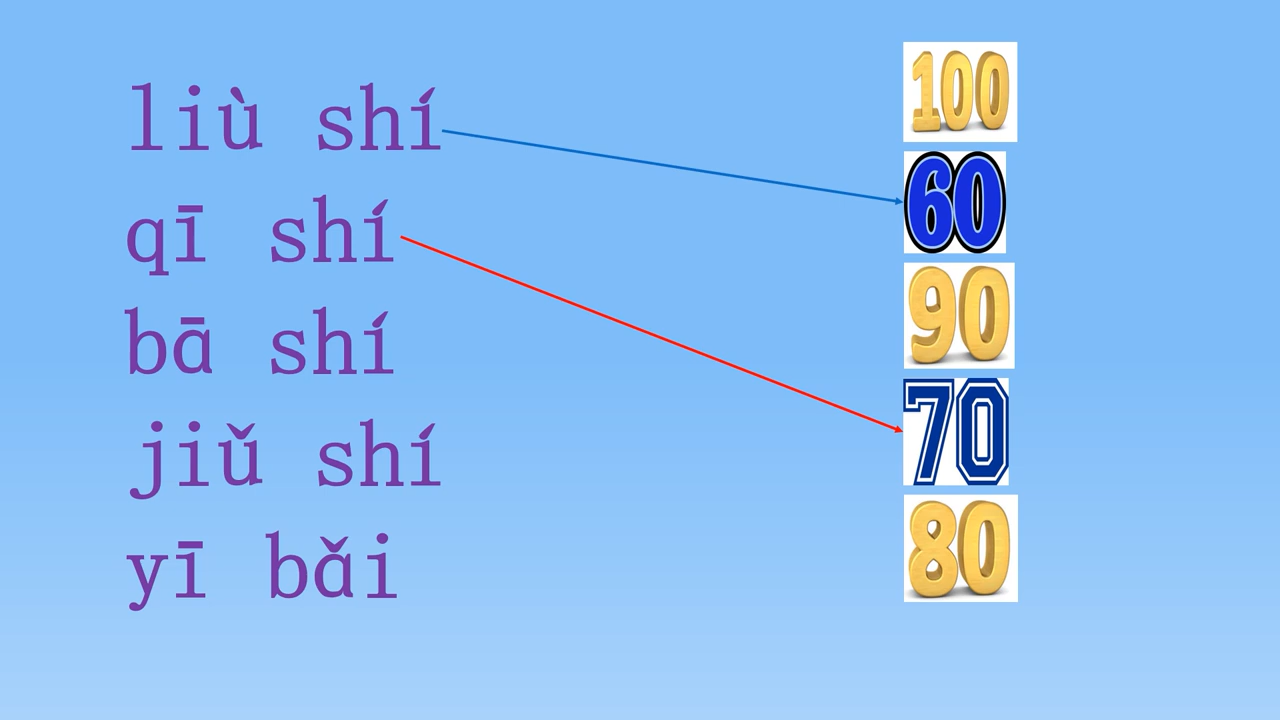 liù shí
qī shí
bā shí
jiǔ shí
yī bǎi
100
60
90
70
80